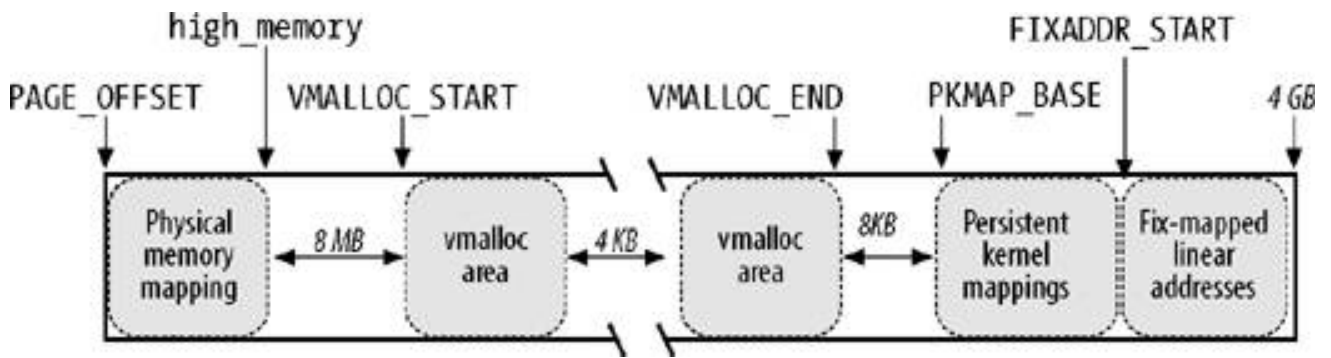 high_memory
FIXADDR_START
PAGE_OFFSET
VMALLOC_START
VMALLOC_END
PKMAP_BASE
4 GB
Physical
memory
mapping
8 MB
vmalloc
area
4 KB
vmalloc
area
8KB
Persistent
kernel
mappings
Fix-mapped
linear
addresses